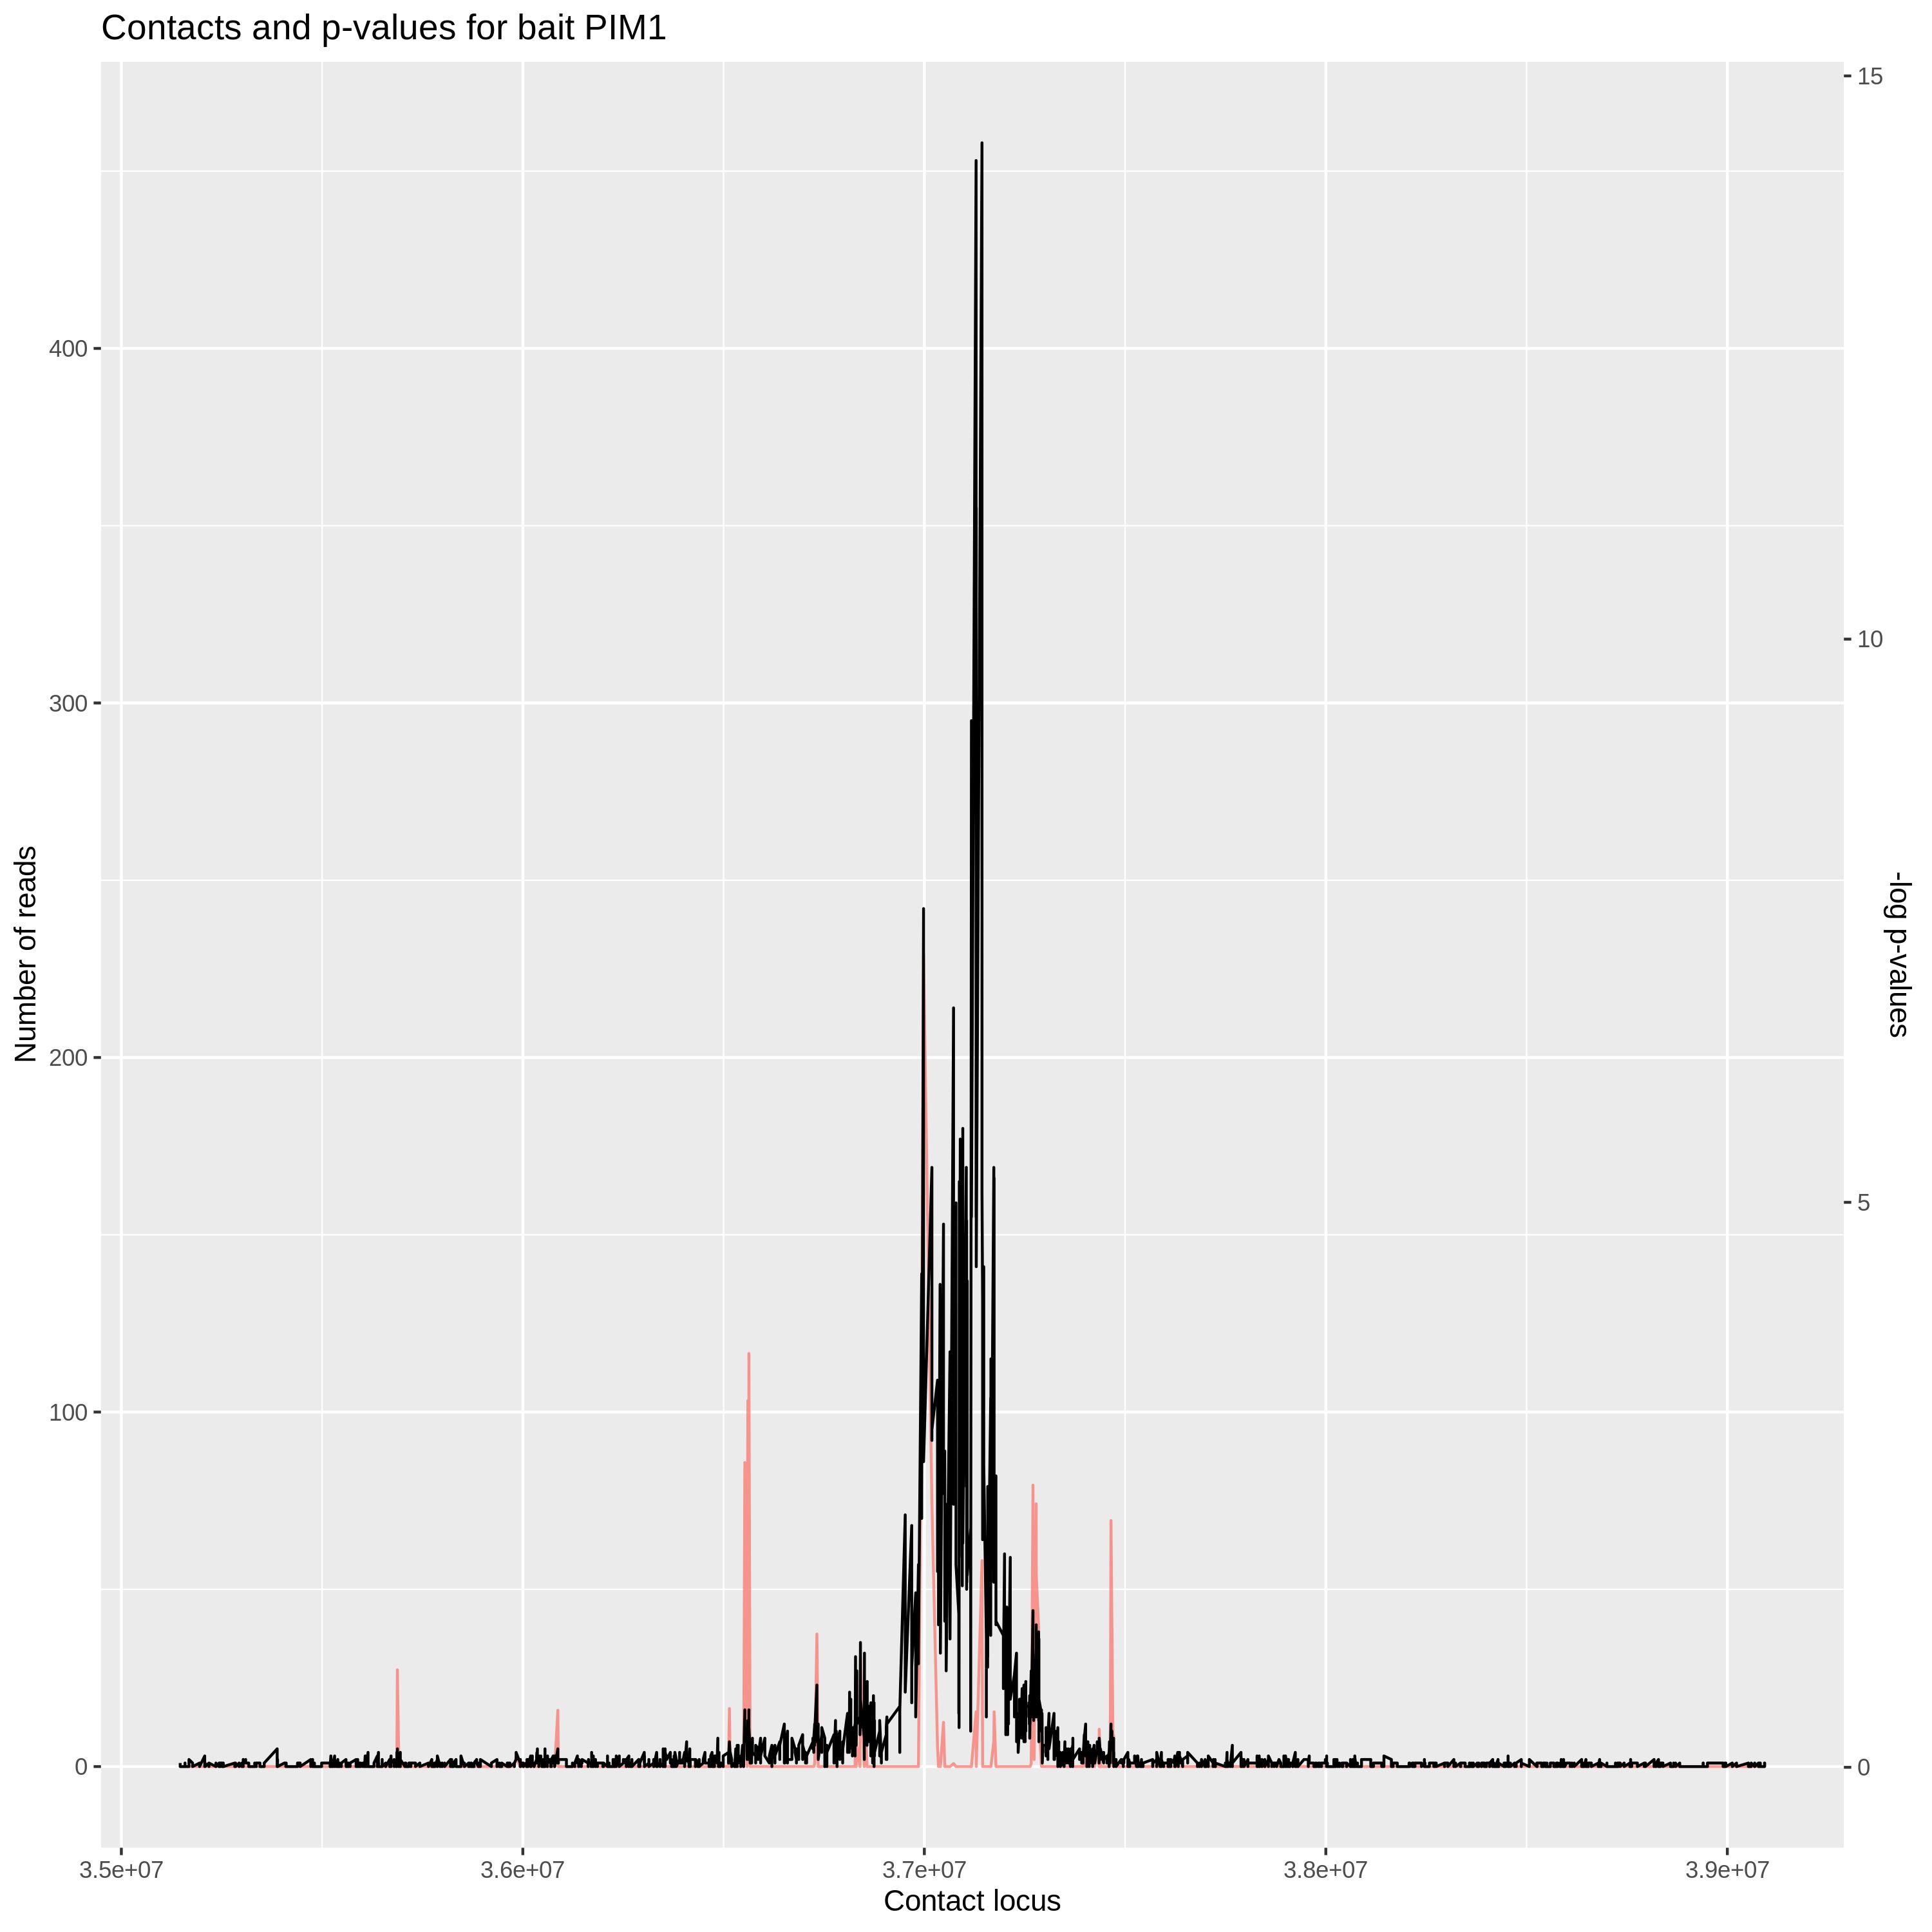 Contacts and p-values for bait PIM1
15
400
10
300
Number of reads
-log p-values
200
5
100
0
0
3.5e+07 3.6e+07 3.7e+07 3.8e+07 3.9e+07
Contact locus